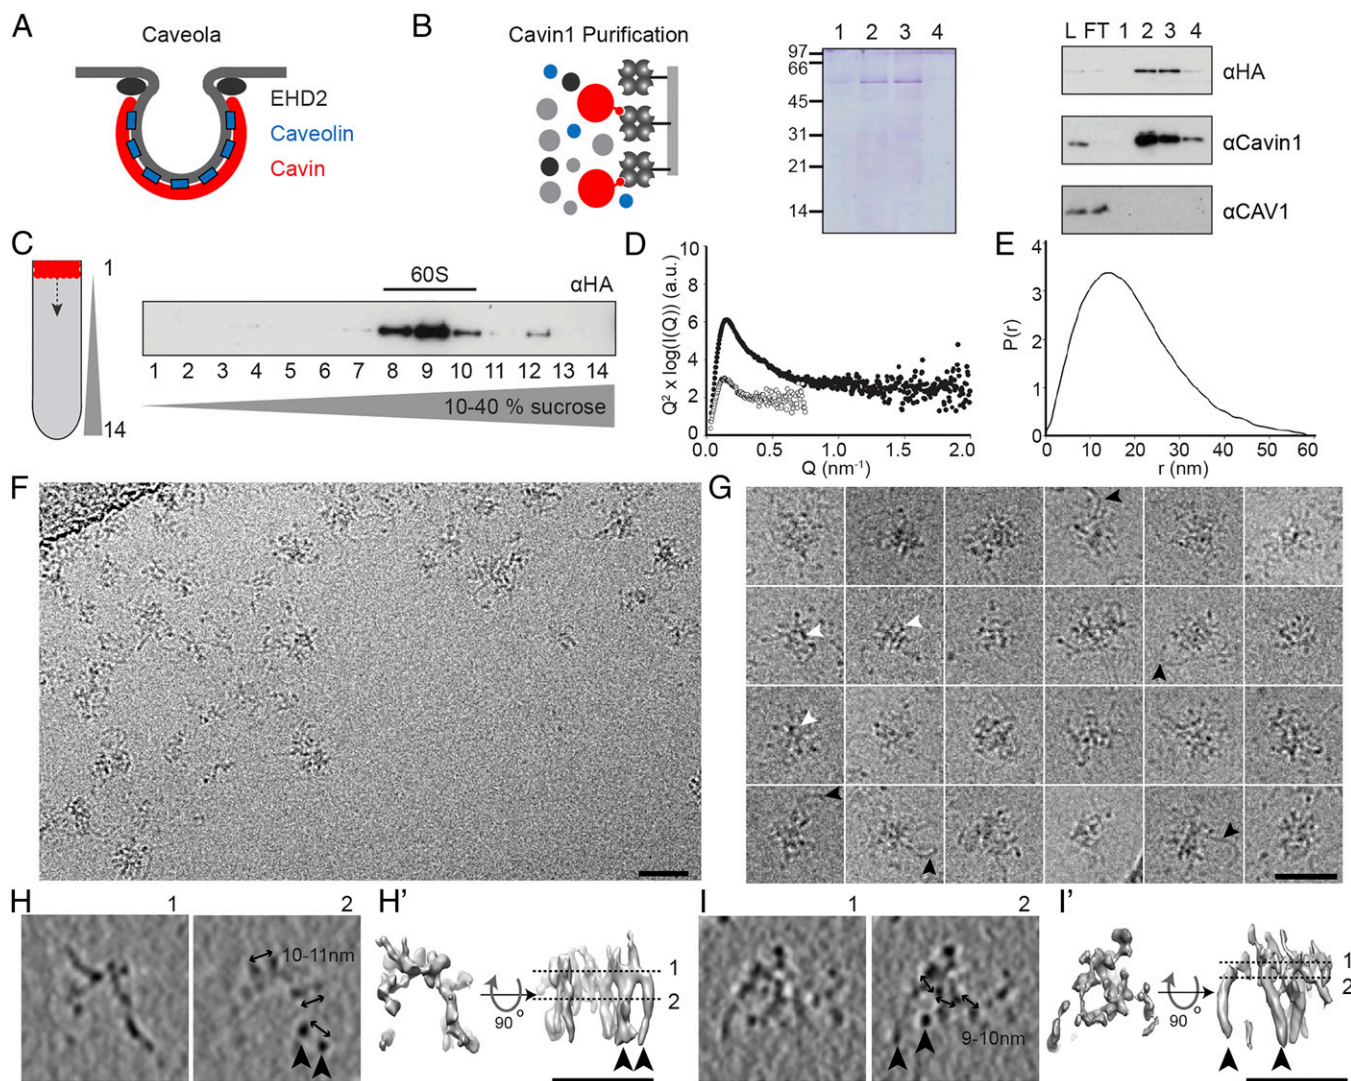 A
Caveola
EHD2
Caveolin
Cavin
B
Cavin1 Purification
1 2 3 4
97
66
45
31
21
14
L FT 1 2 3 4
αHA
αCavin1
αCAV1
C
1
14
60S
αHA
1 2 3 4 5 6 7 8 9 10 11 12 13 14
10-40 % sucrose
D
Q² x log(I(Q)) (a.u.)
10
8
6
4
2
0
0.5 1.0 1.5 2.0
Q (nm⁻¹)
E
P(r)
4
3
2
1
0
0 10 20 30 40 50 60
r (nm)
F
G
H
1
2
10-11nm
H'
90 °
1
2
I
1
2
9-10nm
I'
90 °
1
2